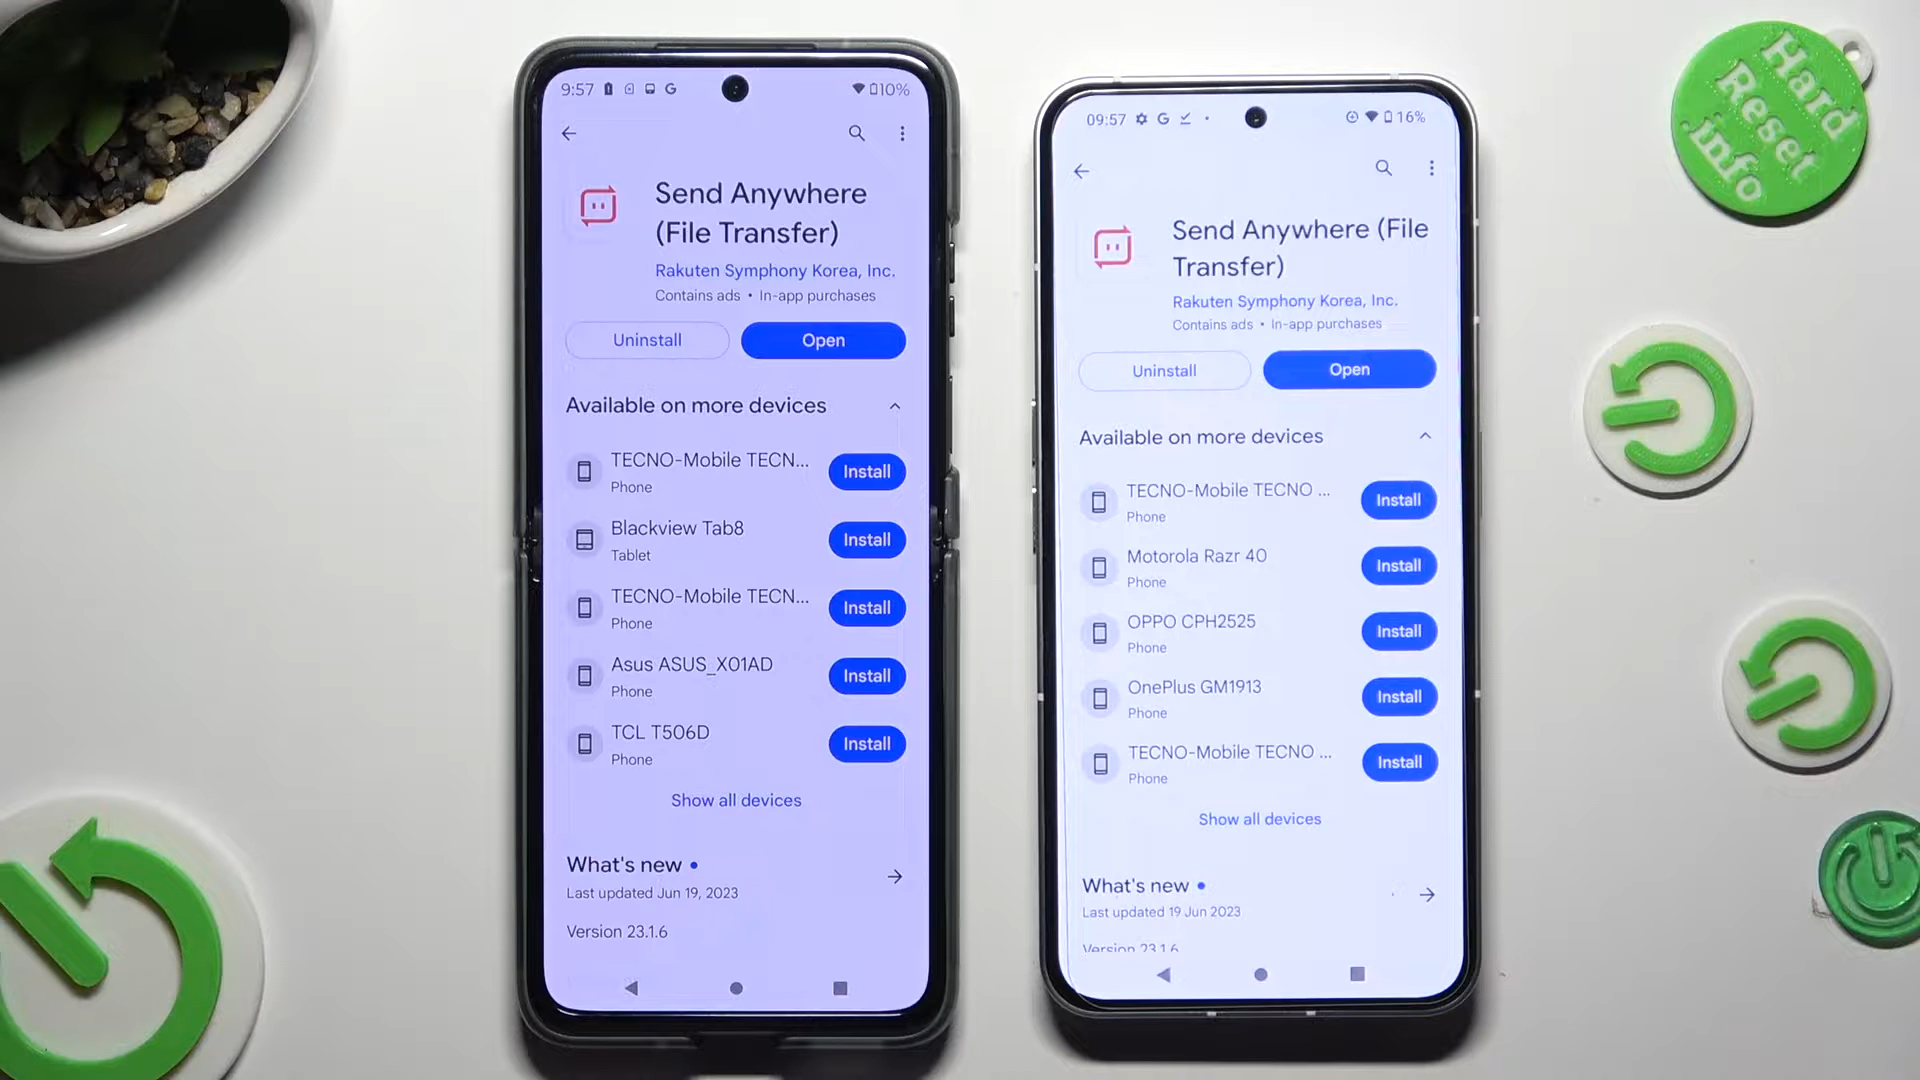 9:57
10%
Send Anywhere
(File Transfer)
Rakuten Symphony Korea, Inc.
Contains ads • In-app purchases
Uninstall
Open
Available on more devices
TECNO-Mobile TECN...
Phone
Install
Blackview Tab8
Tablet
Install
TECNO-Mobile TECN...
Phone
Install
Asus ASUS_X01AD
Phone
Install
TCL T506D
Phone
Install
Show all devices
What's new •
Last updated Jun 19, 2023
Version 23.1.6
09:57
16%
Send Anywhere (File
Transfer)
Rakuten Symphony Korea, Inc.
Contains ads • In-app purchases
Uninstall
Open
Available on more devices
TECNO-Mobile TECNO ...
Phone
Install
Motorola Razr 40
Phone
Install
OPPO CPH2525
Phone
Install
OnePlus GM1913
Phone
Install
TECNO-Mobile TECNO ...
Phone
Install
Show all devices
What's new •
Last updated 19 Jun 2023
Version 23.1.6
Hard
Reset
.info